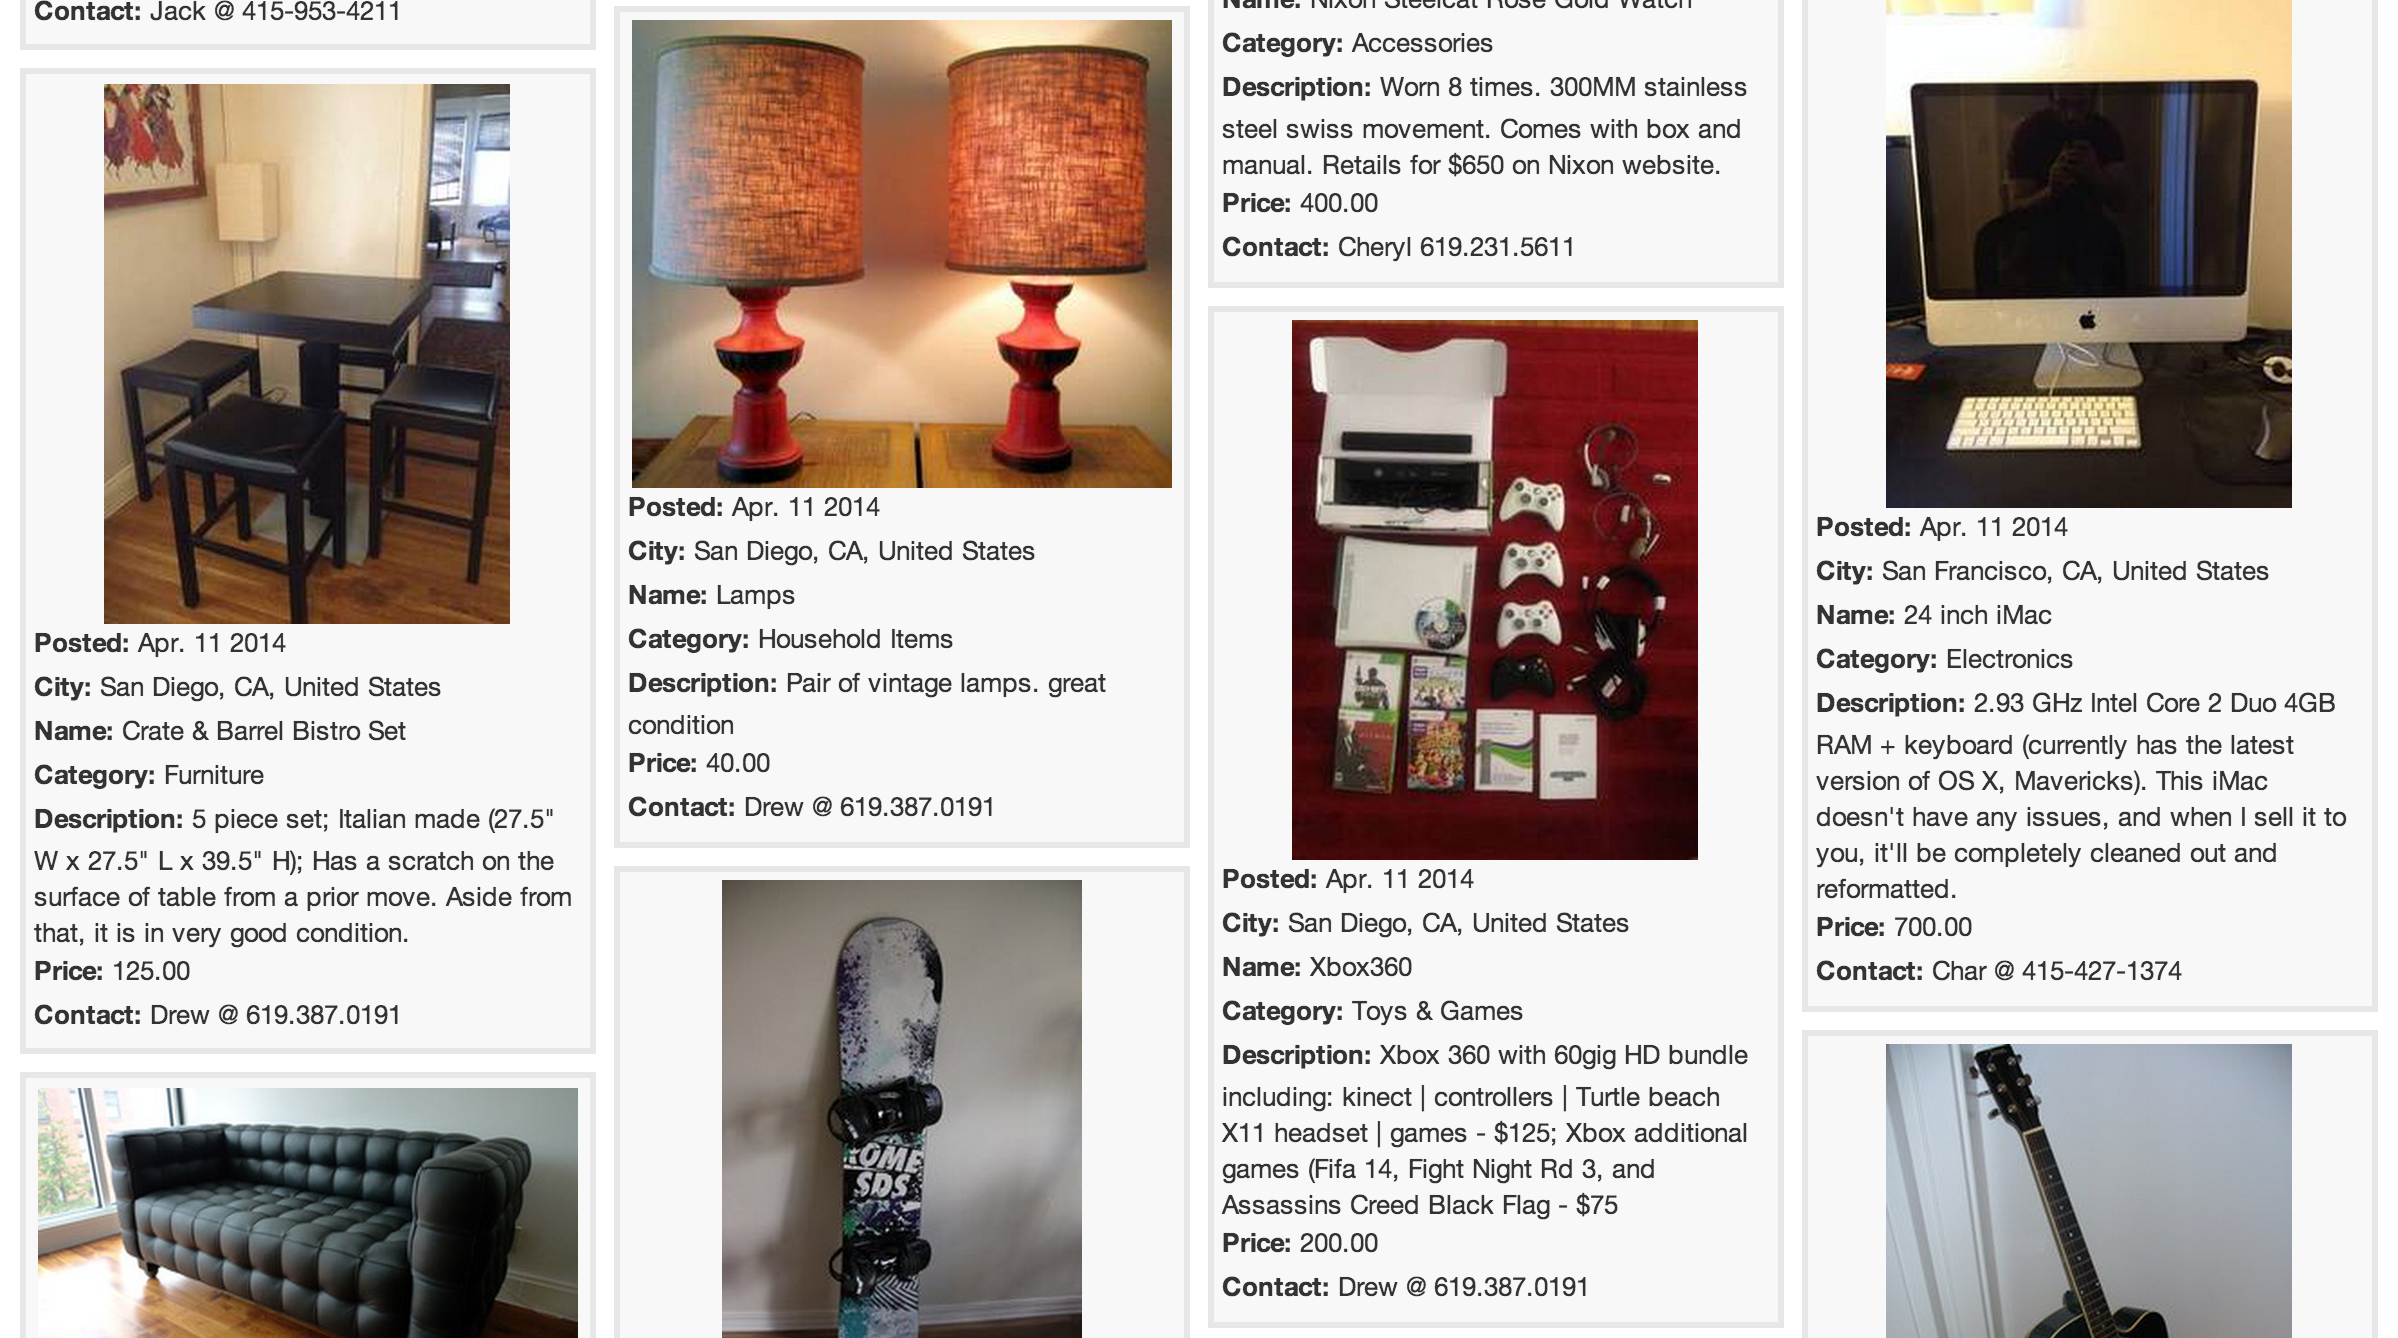 Contact: Jack @ 415-953-4211
Posted: Apr. 11 2014
City: San Diego, CA, United States
Name: Crate & Barrel Bistro Set
Category: Furniture
Description: 5 piece set; Italian made (27.5"
W x 27.5" L x 39.5" H); Has a scratch on the
surface of table from a prior move. Aside from
that, it is in very good condition.
Price: 125.00
Contact: Drew @ 619.387.0191
Posted: Apr. 11 2014
City: San Diego, CA, United States
Name: Lamps
Category: Household Items
Description: Pair of vintage lamps. great
condition
Price: 40.00
Contact: Drew @ 619.387.0191
ROME
SDS
Name: Nixon Steelcat Rose Gold Watch
Category: Accessories
Description: Worn 8 times. 300MM stainless
steel swiss movement. Comes with box and
manual. Retails for $650 on Nixon website.
Price: 400.00
Contact: Cheryl 619.231.5611
Posted: Apr. 11 2014
City: San Diego, CA, United States
Name: Xbox360
Category: Toys & Games
Description: Xbox 360 with 60gig HD bundle
including: kinect | controllers | Turtle beach
X11 headset | games - $125; Xbox additional
games (Fifa 14, Fight Night Rd 3, and
Assassins Creed Black Flag - $75
Price: 200.00
Contact: Drew @ 619.387.0191
Posted: Apr. 11 2014
City: San Francisco, CA, United States
Name: 24 inch iMac
Category: Electronics
Description: 2.93 GHz Intel Core 2 Duo 4GB
RAM + keyboard (currently has the latest
version of OS X, Mavericks). This iMac
doesn't have any issues, and when I sell it to
you, it'll be completely cleaned out and
reformatted.
Price: 700.00
Contact: Char @ 415-427-1374